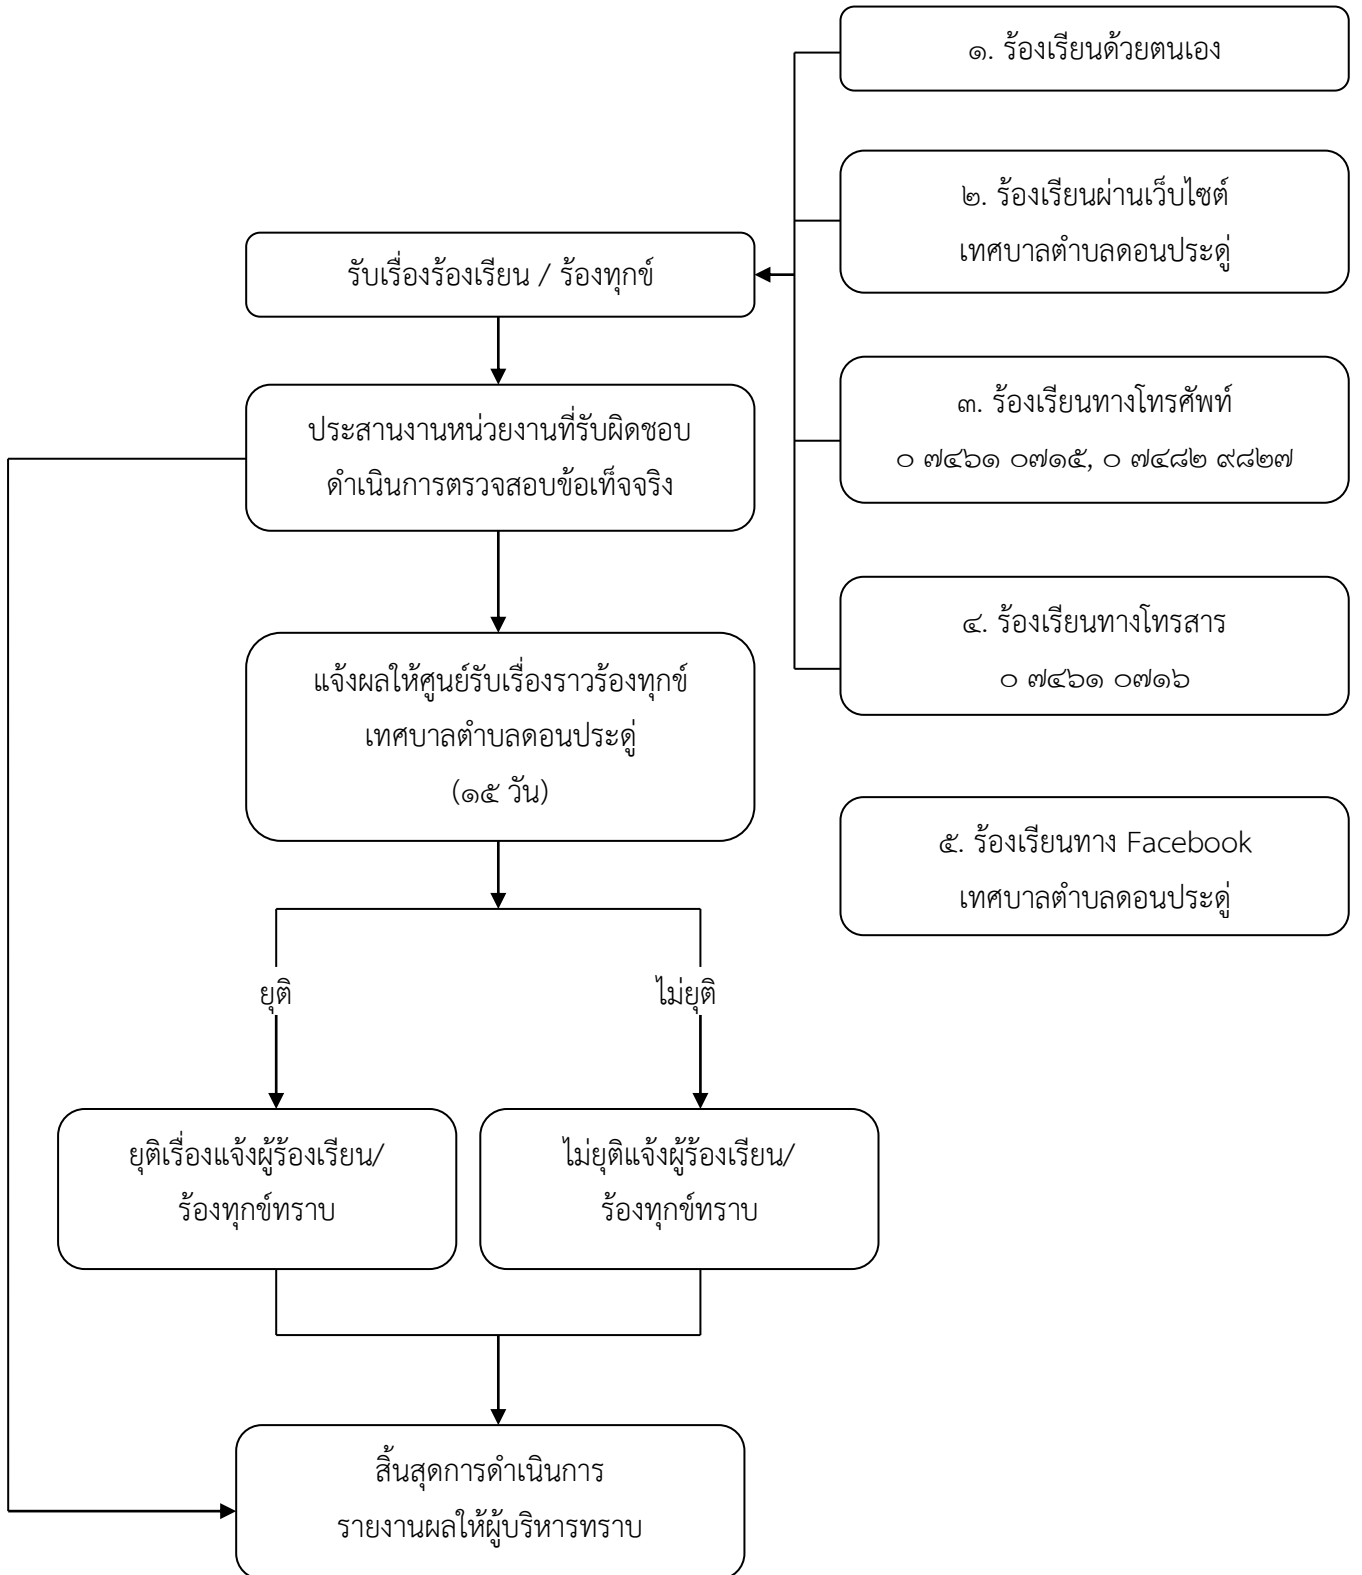 ๑. ร้องเรียนด้วยตนเอง
๒. ร้องเรียนผ่านเว็บไซต์
เทศบาลตำบลดอนประดู่
รับเรื่องร้องเรียน / ร้องทุกข์
๓. ร้องเรียนทางโทรศัพท์
๐ ๗๔๖๑ ๐๗๑๕, ๐ ๗๔๘๒ ๙๘๒๗
ประสานงานหน่วยงานที่รับผิดชอบ
ดำเนินการตรวจสอบข้อเท็จจริง
๔. ร้องเรียนทางโทรสาร
๐ ๗๔๖๑ ๐๗๑๖
แจ้งผลให้ศูนย์รับเรื่องราวร้องทุกข์
เทศบาลตำบลดอนประดู่
(๑๕ วัน)
๕. ร้องเรียนทาง Facebook
เทศบาลตำบลดอนประดู่
ยุติ
ไม่ยุติ
ยุติเรื่องแจ้งผู้ร้องเรียน/
ร้องทุกข์ทราบ
ไม่ยุติแจ้งผู้ร้องเรียน/
ร้องทุกข์ทราบ
สิ้นสุดการดำเนินการ
รายงานผลให้ผู้บริหารทราบ